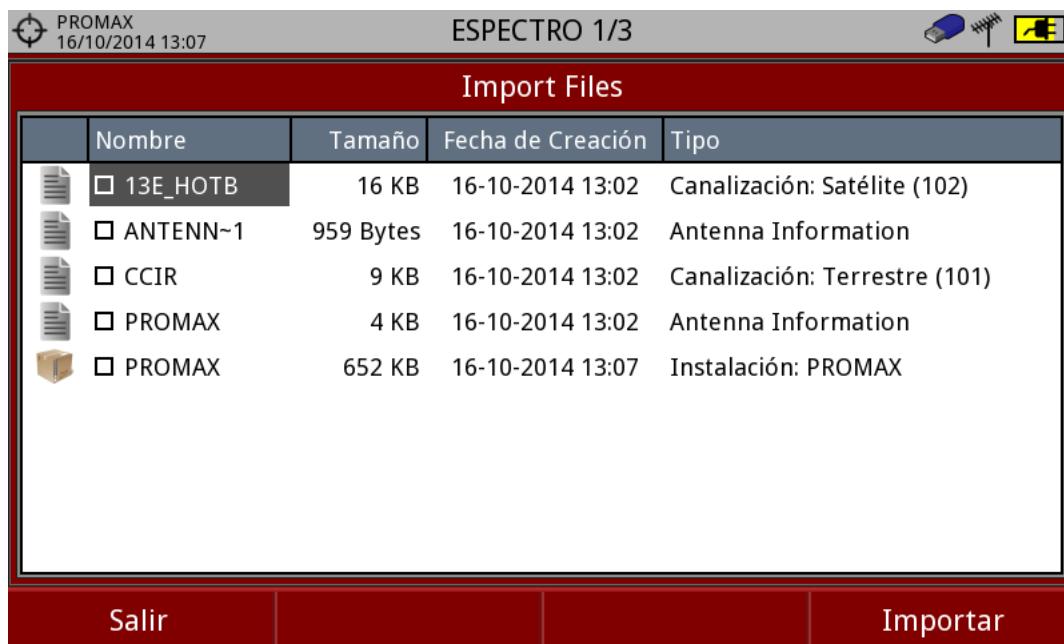 PROMAX
16/10/2014 13:07
ESPECTRO 1/3
Import Files
Nombre Tamaño Fecha de Creación Tipo
13E_HOTB 16 KB 16-10-2014 13:02 Canalización: Satélite (102)
ANTENN~1 959 Bytes 16-10-2014 13:02 Antenna Information
CCIR 9 KB 16-10-2014 13:02 Canalización: Terrestre (101)
PROMAX 4 KB 16-10-2014 13:02 Antenna Information
PROMAX 652 KB 16-10-2014 13:07 Instalación: PROMAX
Salir Importar